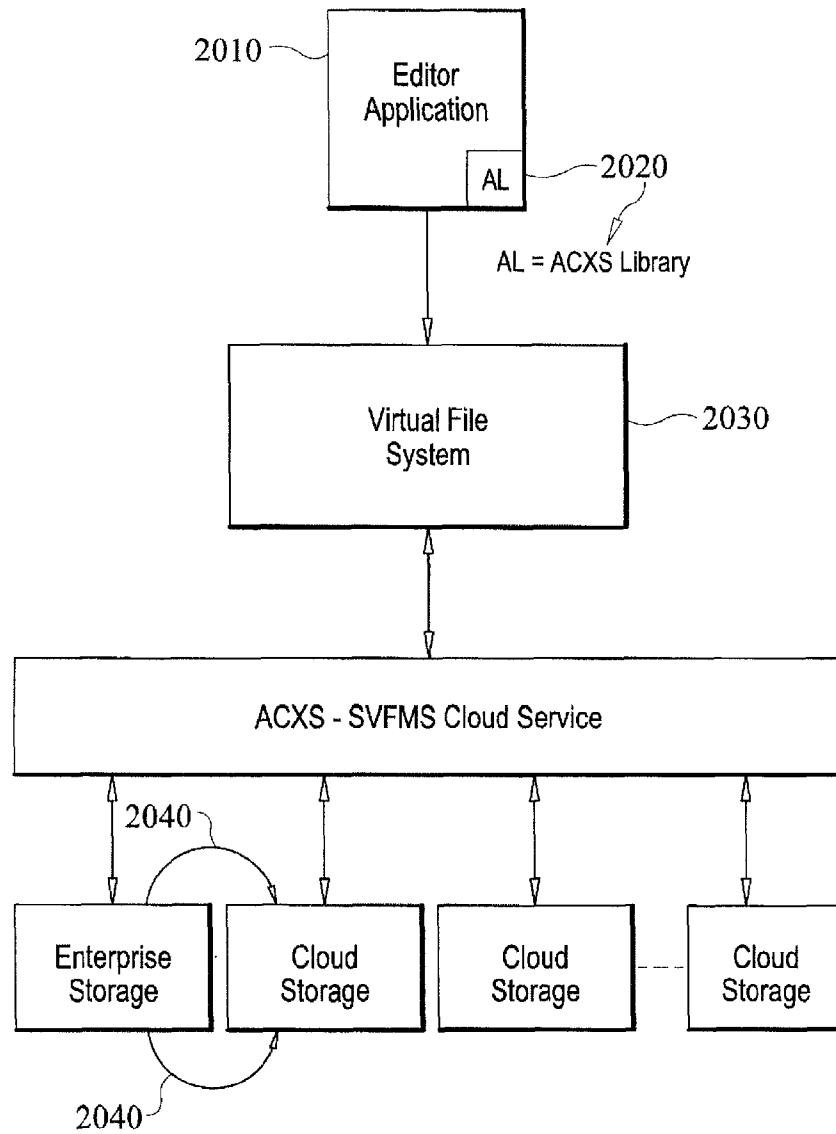 2010
Editor
Application
AL
2020
AL = ACXS Library
Virtual File
System
2030
ACXS - SVFMS Cloud Service
2040
Enterprise
Storage
Cloud
Storage
Cloud
Storage
Cloud
Storage
2040